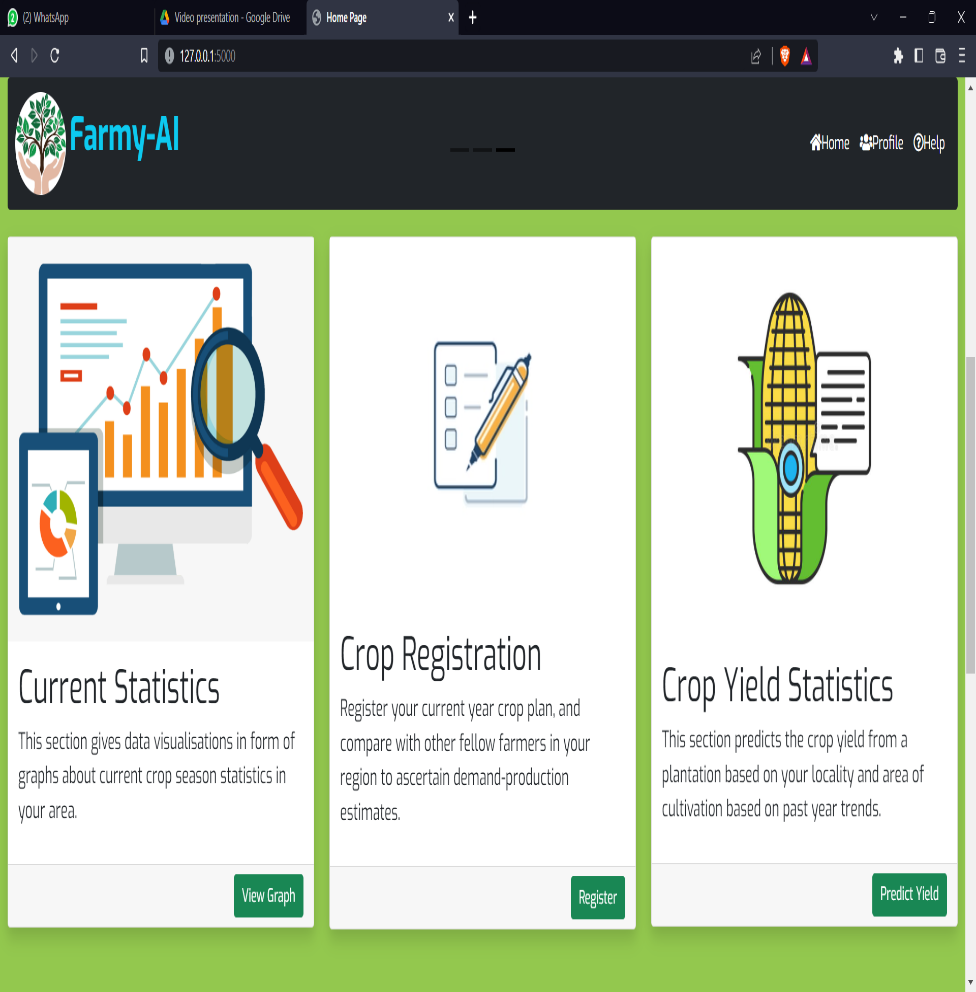 (2) WhatsApp
Video presentation - Google Drive
Home Page
127.0.0.1:5000
Farmy-AI
Home Profile Help
Current Statistics
This section gives data visualisations in form of
graphs about current crop season statistics in
your area.
View Graph
Crop Registration
Register your current year crop plan, and
compare with other fellow farmers in your
region to ascertain demand-production
estimates.
Register
Crop Yield Statistics
This section predicts the crop yield from a
plantation based on your locality and area of
cultivation based on past year trends.
Predict Yield